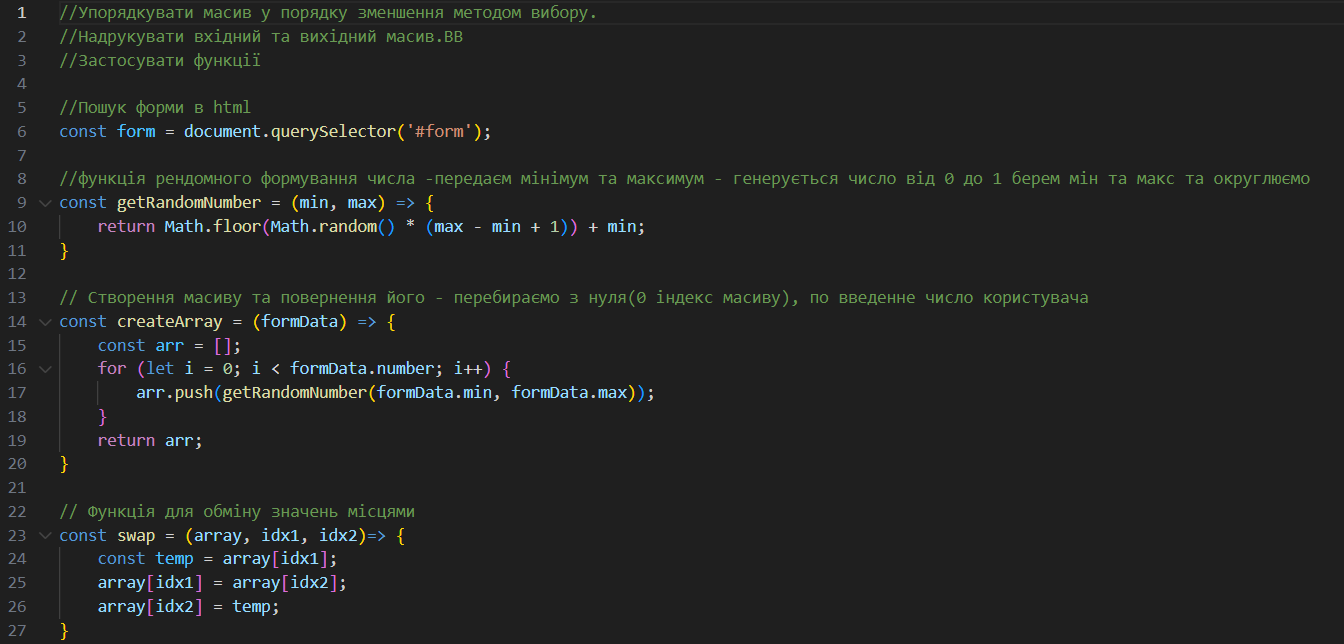 1 //Упорядкувати масив у порядку зменшення методом вибору.
2 //Надрукувати вхідний та вихідний масив.ВВ
3 //Застосувати функції
4
5 //Пошук форми в html
6 const form = document.querySelector('#form');
7
8 //функція рендомного формування числа -передаєм мінімум та максимум - генерується число від 0 до 1 берем мін та макс та округлюємо
9 const getRandomNumber = (min, max) => {
10 return Math.floor(Math.random() * (max - min + 1)) + min;
11 }
12
13 // Створення масиву та повернення його - перебираємо з нуля(0 індекс масиву), по введенне число користувача
14 const createArray = (formData) => {
15 const arr = [];
16 for (let i = 0; i < formData.number; i++) {
17 arr.push(getRandomNumber(formData.min, formData.max));
18 }
19 return arr;
20 }
21
22 // Функція для обміну значень місцями
23 const swap = (array, idx1, idx2)=> {
24 const temp = array[idx1];
25 array[idx1] = array[idx2];
26 array[idx2] = temp;
27 }